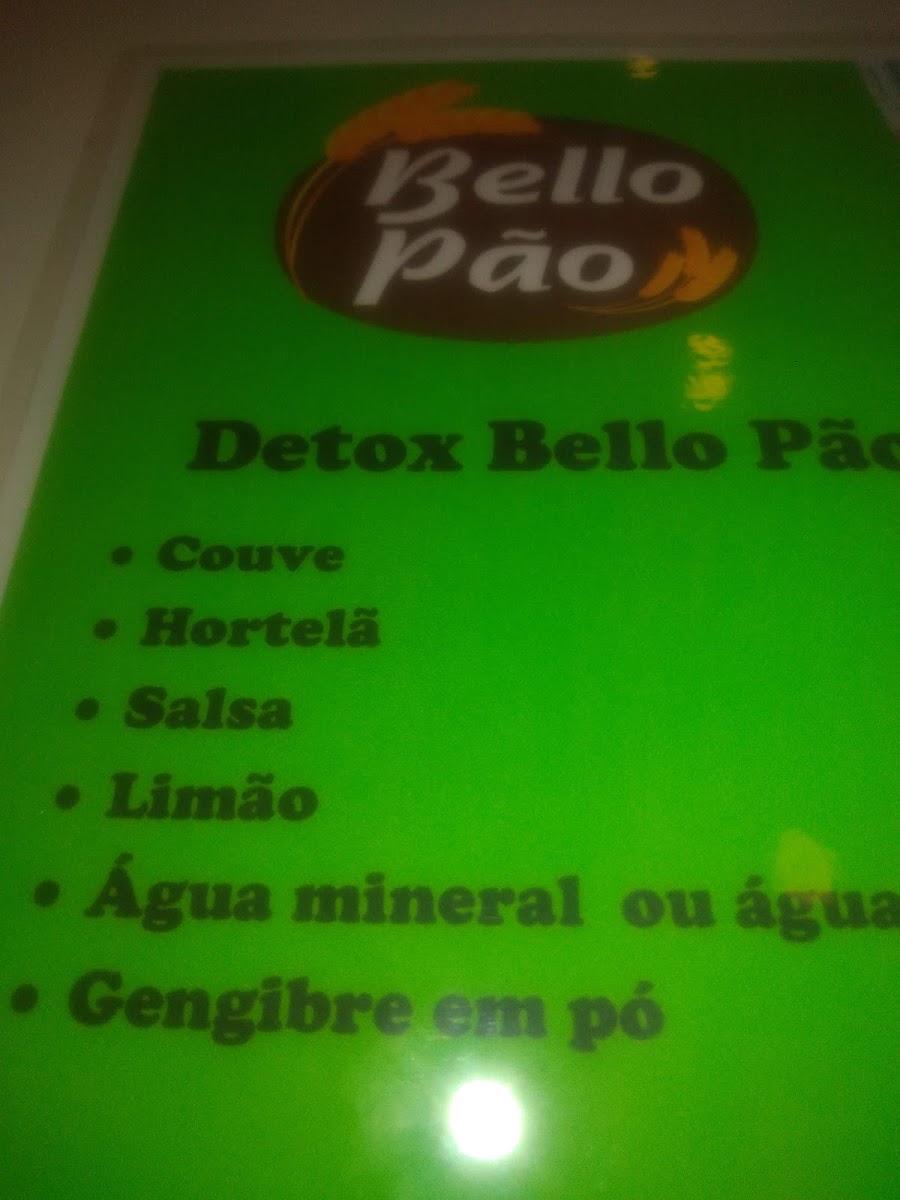 Bello
Pão
Detox Bello Pão
• Couve
• Hortelã
• Salsa
• Limão
• Água mineral ou água
• Gengibre em pó